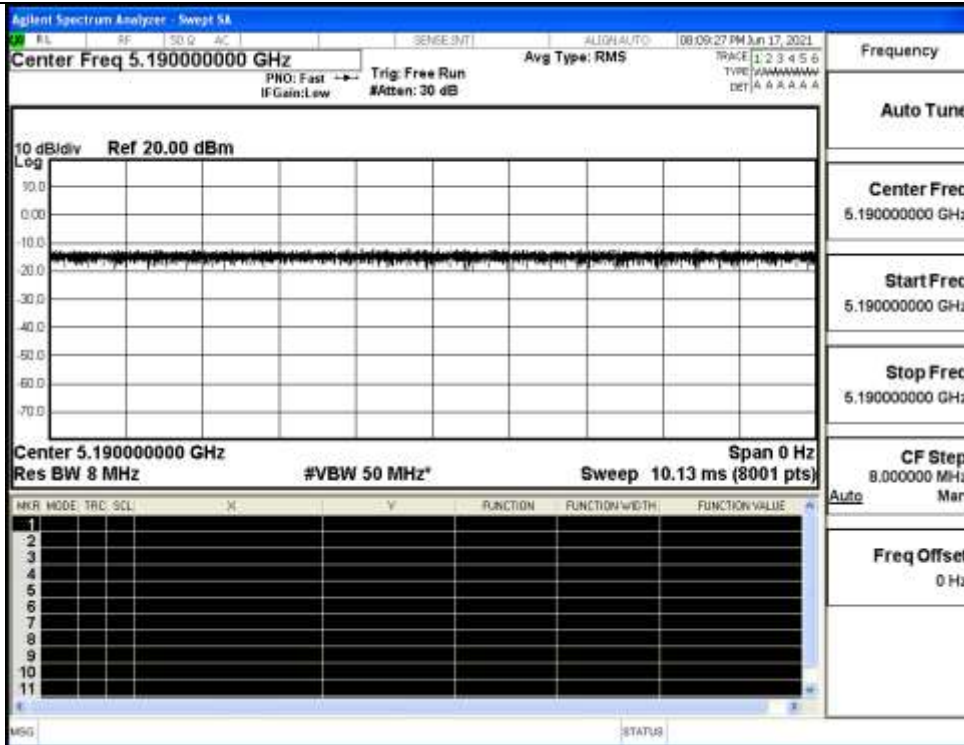 Agilent Spectrum Analyzer - Swept SA
RL RF 50 Ω AC SENSE:INT ALIGN AUTO 08:09:27 PM Jun 17, 2021
Center Freq 5.190000000 GHz Avg Type: RMS TRACE 1 2 3 4 5 6
PNO: Fast Trig: Free Run TYPE
IFGain:Low #Atten: 30 dB DET A A A A A A
Frequency
Auto Tune
10 dB/div Ref 20.00 dBm
Log
10.0
0.00
-10.0
-20.0
-30.0
-40.0
-50.0
-60.0
-70.0
Center Freq
5.190000000 GHz
Start Freq
5.190000000 GHz
Stop Freq
5.190000000 GHz
CF Step
8.000000 MHz
Auto Man
Freq Offset
0 Hz
Center 5.190000000 GHz Span 0 Hz
Res BW 8 MHz #VBW 50 MHz* Sweep 10.13 ms (8001 pts)
MKR MODE TRC SCL X Y FUNCTION FUNCTION WIDTH FUNCTION VALUE
1
2
3
4
5
6
7
8
9
10
11
MSG STATUS